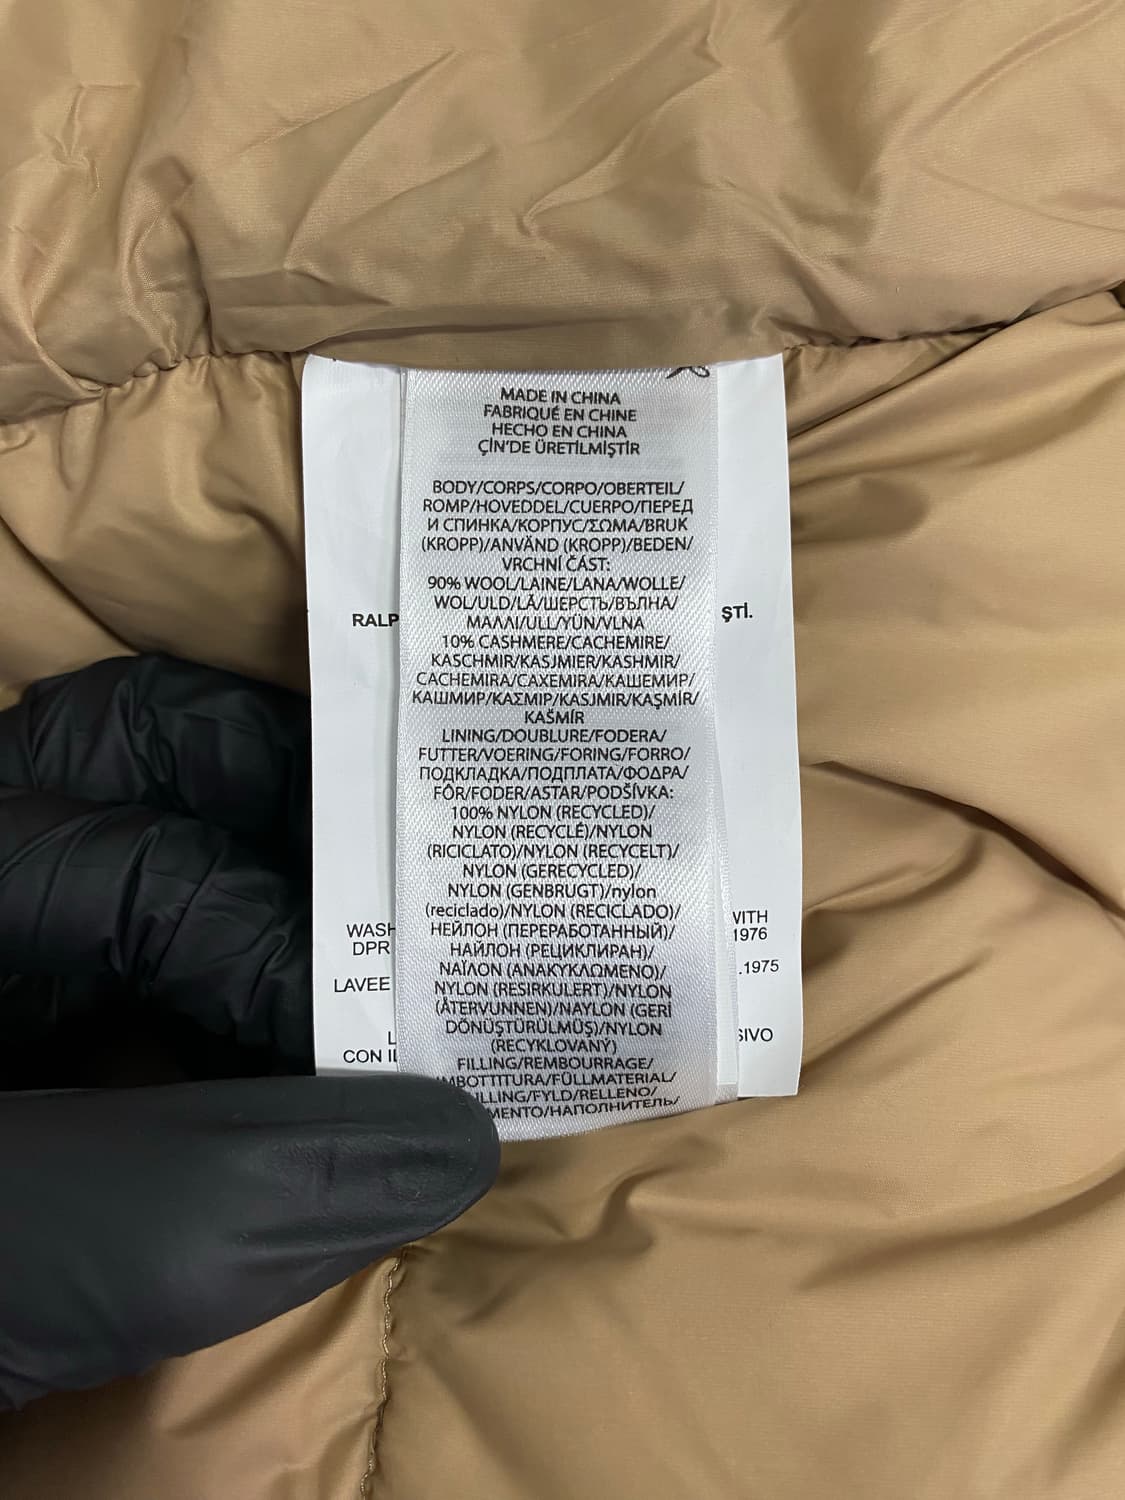 MADE IN CHINA
FABRIQUÉ EN CHINE
HECHO EN CHINA
ÇİN'DE ÜRETİLMİŞTİR
BODY/CORPS/CORPO/OBERTEIL/
ROMP/HOVEDDEL/CUERPO/ПЕРЕД
И СПИНКА/КОРПУС/ΣΩΜΑ/BRUK
(KROPP)/ANVÄND (KROPP)/BEDEN/
VRCHNÍ ČÁST:
90% WOOL/LAINE/LANA/WOLLE/
WOL/ULD/LÃ/ШЕРСТЬ/ВЪЛНА/
ΜΑΛΛΙ/ULL/YÜN/VLNA
10% CASHMERE/CACHEMIRE/
KASCHMIR/KASJMIER/KASHMIR/
CACHEMIRA/CAXEMIRA/КАШЕМИР/
КАШМИР/ΚΑΣΜΙΡ/KASJMIR/KAŞMİR/
KAŠMÍR
LINING/DOUBLURE/FODERA/
FUTTER/VOERING/FORING/FORRO/
ПОДКЛАДКА/ПОДПЛАТА/ΦΟΔΡΑ/
FÔR/FODER/ASTAR/PODŠÍVKA:
100% NYLON (RECYCLED)/
NYLON (RECYCLÉ)/NYLON
(RICICLATO)/NYLON (RECYCELT)/
NYLON (GERECYCLED)/
NYLON (GENBRUGT)/nylon
(reciclado)/NYLON (RECICLADO)/
НЕЙЛОН (ПЕРЕРАБОТАННЫЙ)/
НАЙЛОН (РЕЦИКЛИРАН)/
ΝΑΪΛΟΝ (ΑΝΑΚΥΚΛΩΜΕΝΟ)/
NYLON (RESIRKULERT)/NYLON
(ÅTERVUNNEN)/NAYLON (GERİ
DÖNÜŞTÜRÜLMÜŞ)/NYLON
(RECYKLOVANÝ)
FILLING/REMBOURRAGE/
IMBOTTITURA/FÜLLMATERIAL/
ILLING/FYLD/RELLENO/
MENTO/НАПОЛНИТЕЛЬ/
RALP
ŞTİ.
WASH
WITH
DPR
1976
LAVEE
.1975
L
SIVO
CON IL